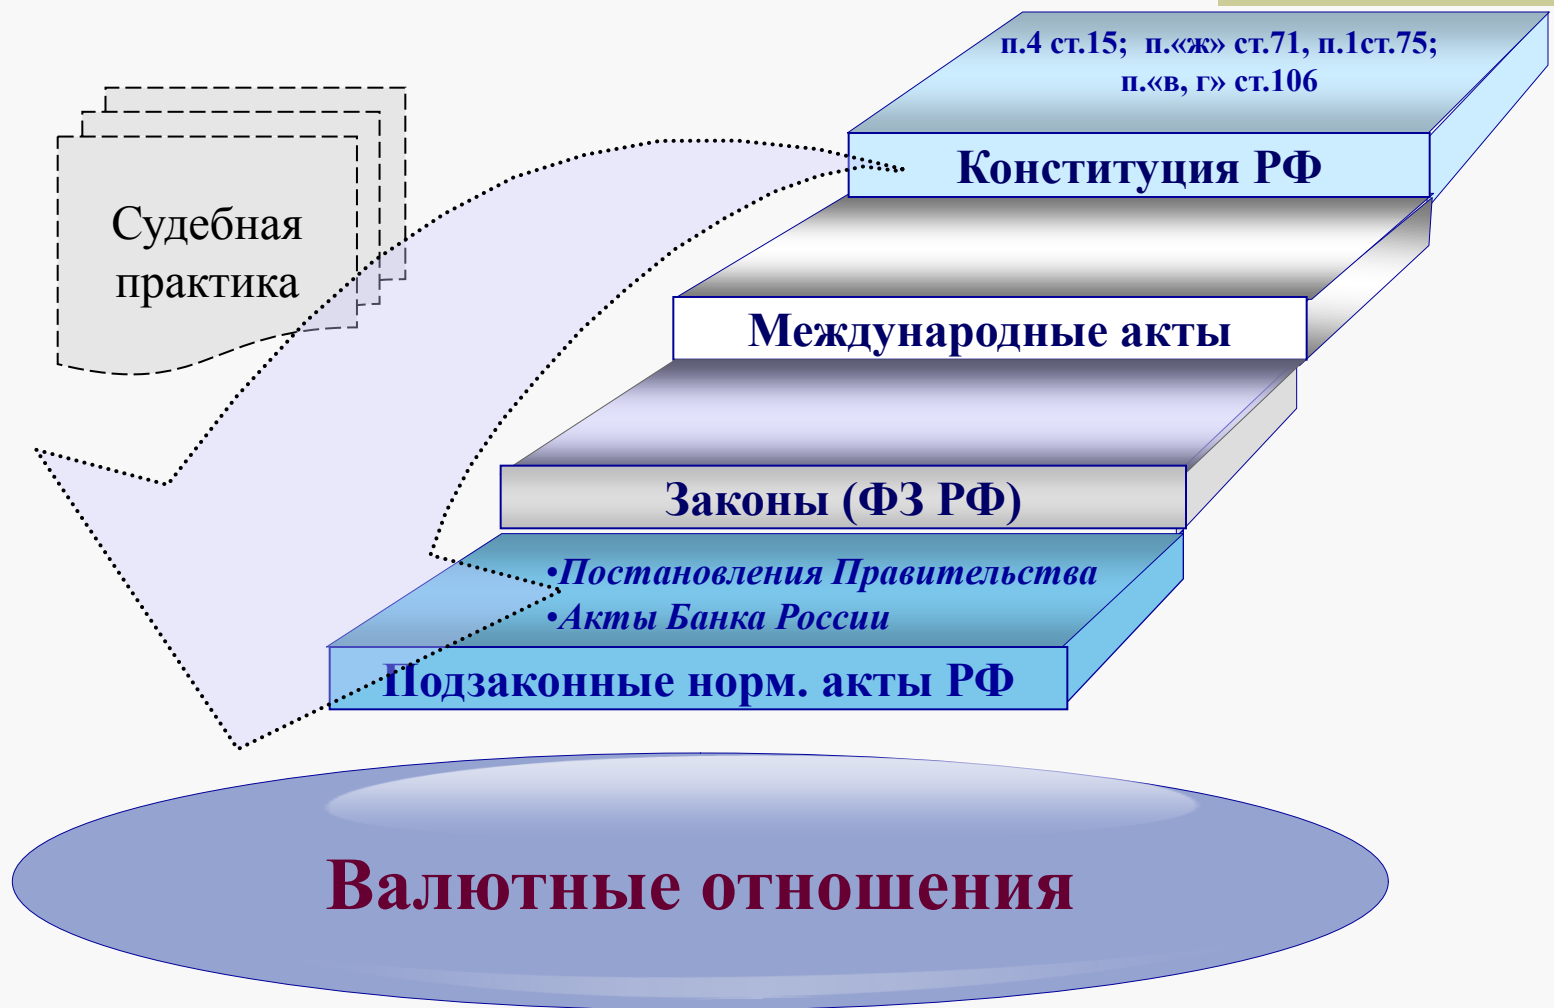 п.4 ст.15; п.«ж» ст.71, п.1ст.75;
п.«в, г» ст.106
Конституция РФ
Судебная
практика
Международные акты
Законы (ФЗ РФ)
•Постановления Правительства
•Акты Банка России
Подзаконные норм. акты РФ
Валютные отношения